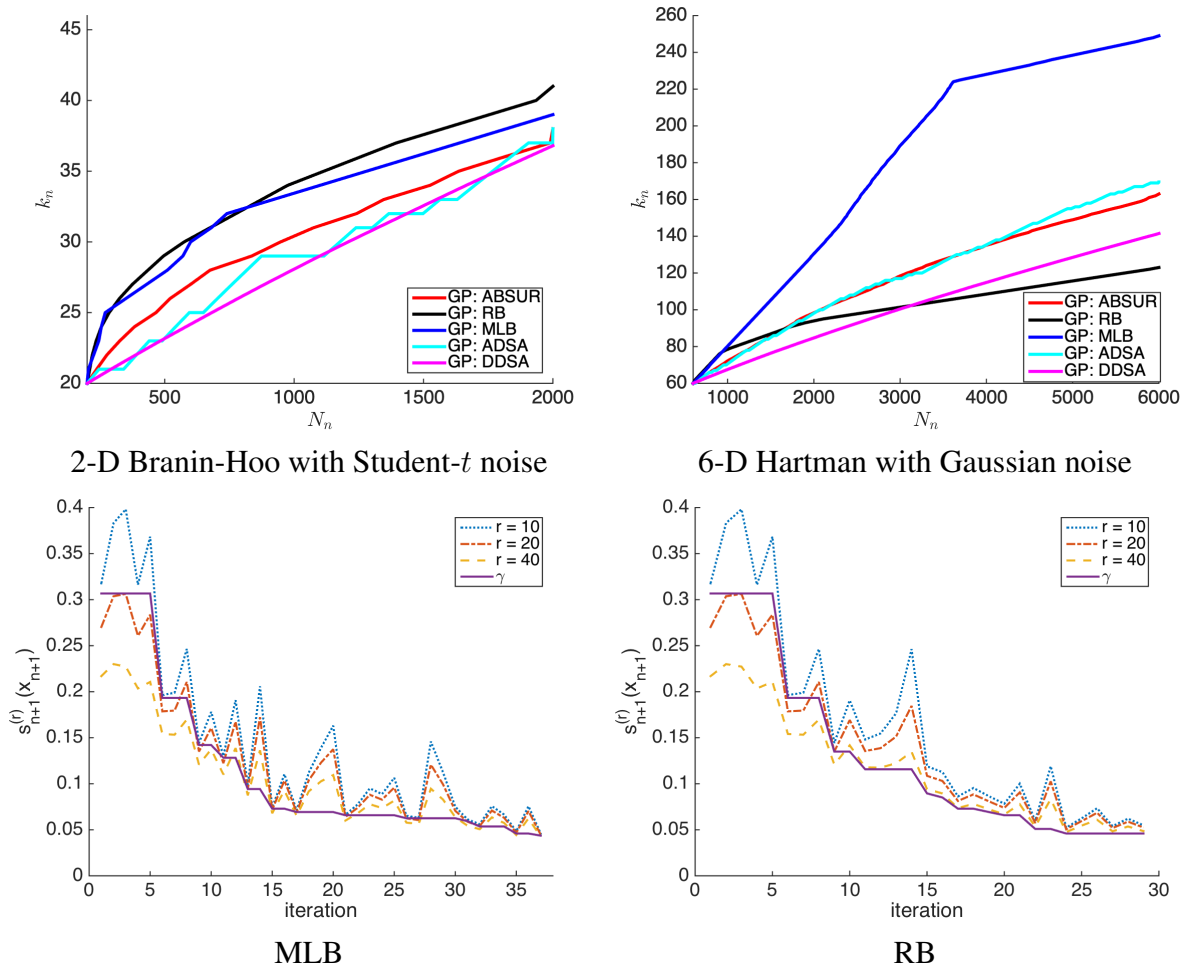 45
40
35
30
25
20
k_n
500
1000
1500
2000
N_n
GP: ABSUR
GP: RB
GP: MLB
GP: ADSA
GP: DDSA
2-D Branin-Hoo with Student-t noise
260
240
220
200
180
160
140
120
100
80
60
k_n
1000
2000
3000
4000
5000
6000
N_n
GP: ABSUR
GP: RB
GP: MLB
GP: ADSA
GP: DDSA
6-D Hartman with Gaussian noise
0.4
0.35
0.3
0.25
0.2
0.15
0.1
0.05
0
s_{n+1}^{(r)}(x_{n+1})
0
5
10
15
20
25
30
35
iteration
r = 10
r = 20
r = 40
γ
MLB
0.4
0.35
0.3
0.25
0.2
0.15
0.1
0.05
0
s_{n+1}^{(r)}(x_{n+1})
0
5
10
15
20
25
30
iteration
r = 10
r = 20
r = 40
γ
RB